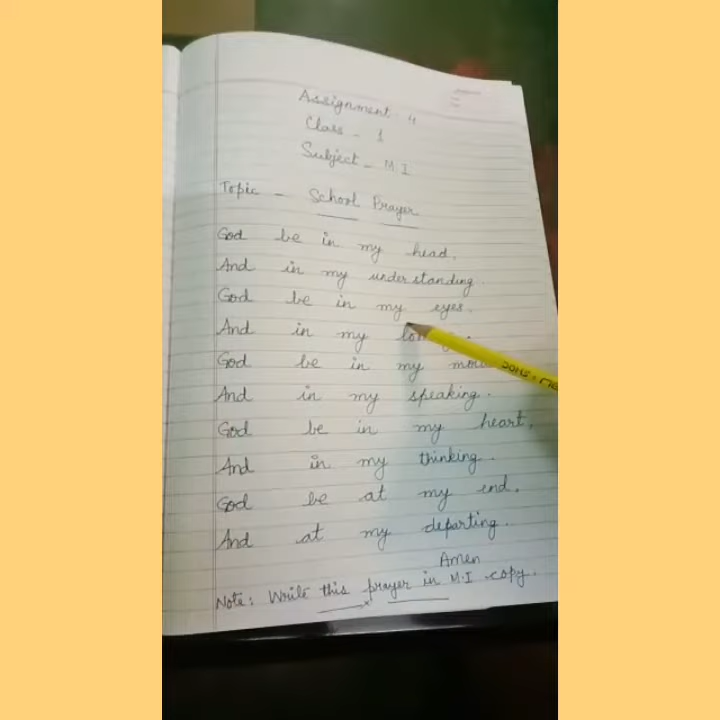 Assignment 4
Class - 1
Subject - M.I
Topic - School Prayer
God be in my head.
And in my understanding.
God be in my eyes.
And in my
God be in my
And in my speaking.
God be in my heart,
And in my thinking.
God be at my end.
And at my departing.
Amen
Note: Write this prayer in M.I copy.